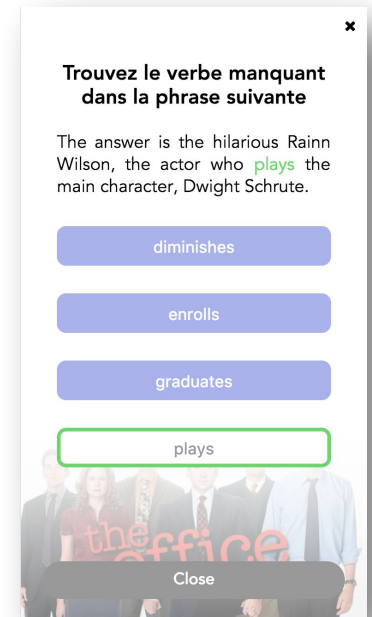 Trouvez le verbe manquant
dans la phrase suivante
The answer is the hilarious Rainn
Wilson, the actor who plays the
main character, Dwight Schrute.
diminishes
enrolls
graduates
plays
the
office
Close